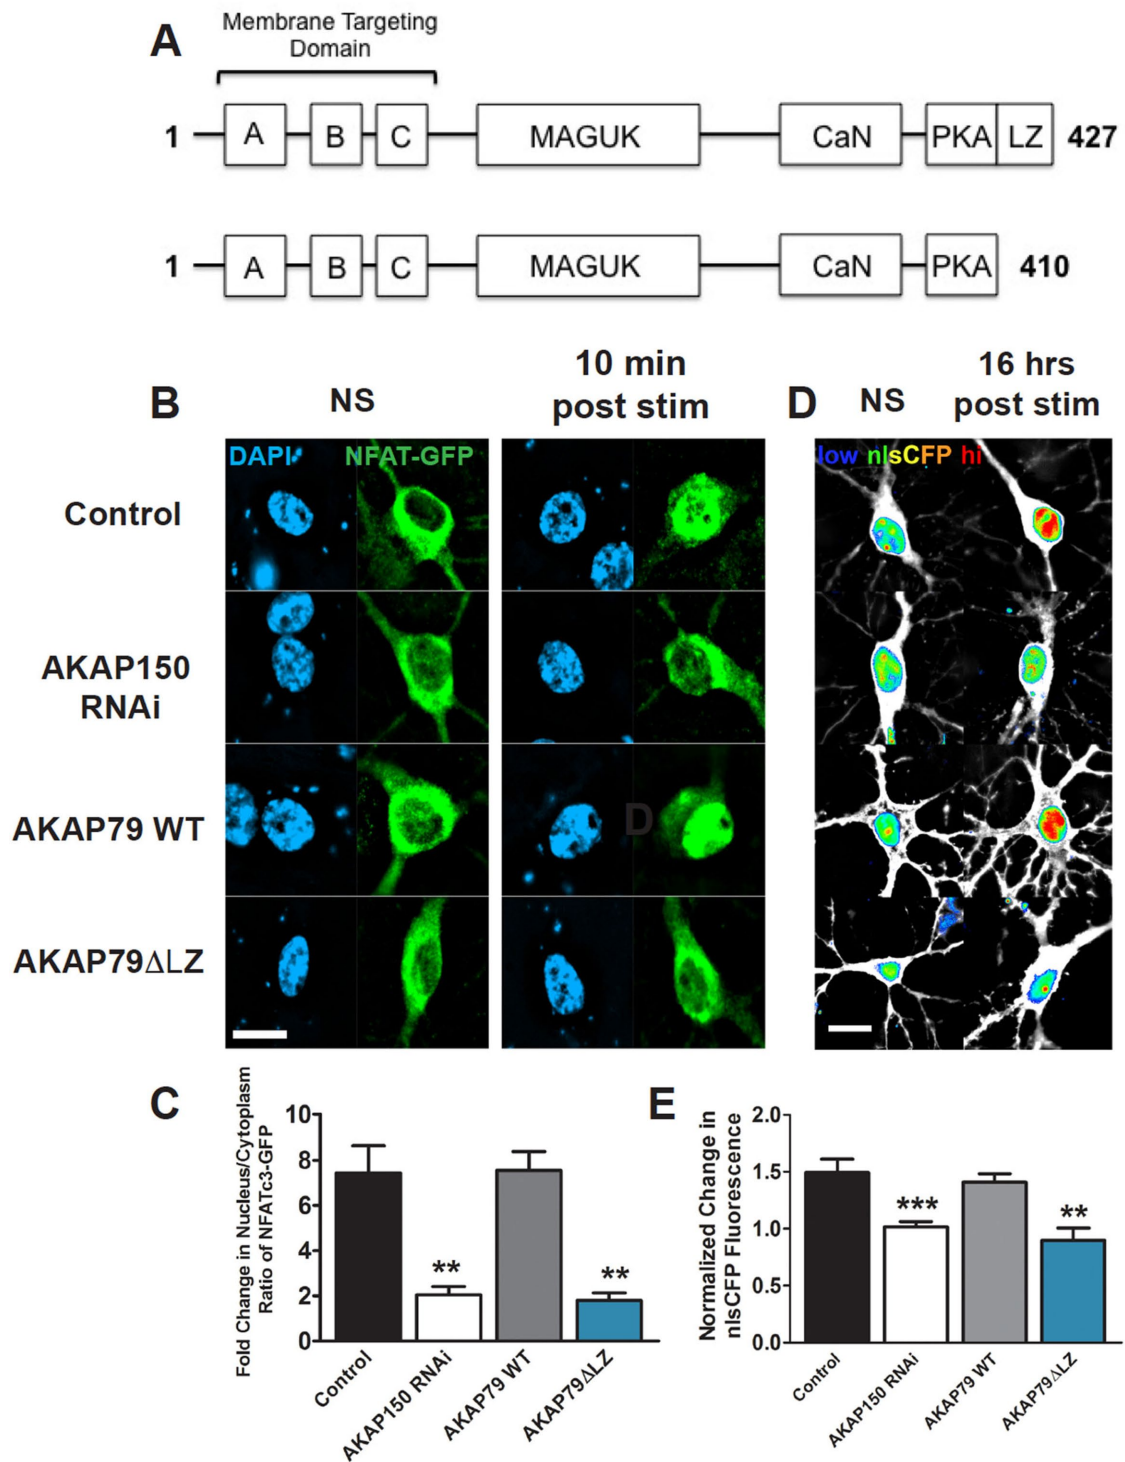 A
Membrane Targeting
Domain
1 A B C MAGUK CaN PKA LZ 427
1 A B C MAGUK CaN PKA 410
B
NS
10 min
post stim
D
NS
16 hrs
post stim
DAPI NFAT-GFP
low nlsCFP hi
Control
AKAP150
RNAi
AKAP79 WT
D
AKAP79ΔLZ
C
Fold Change in Nucleus/Cytoplasm
Ratio of NFATc3-GFP
10
8
6
4
2
0
**
**
Control
AKAP150 RNAi
AKAP79 WT
AKAP79ΔLZ
E
Normalized Change in
nlsCFP Fluorescence
2.0
1.5
1.0
0.5
0.0
***
**
Control
AKAP150 RNAi
AKAP79 WT
AKAP79ΔLZ